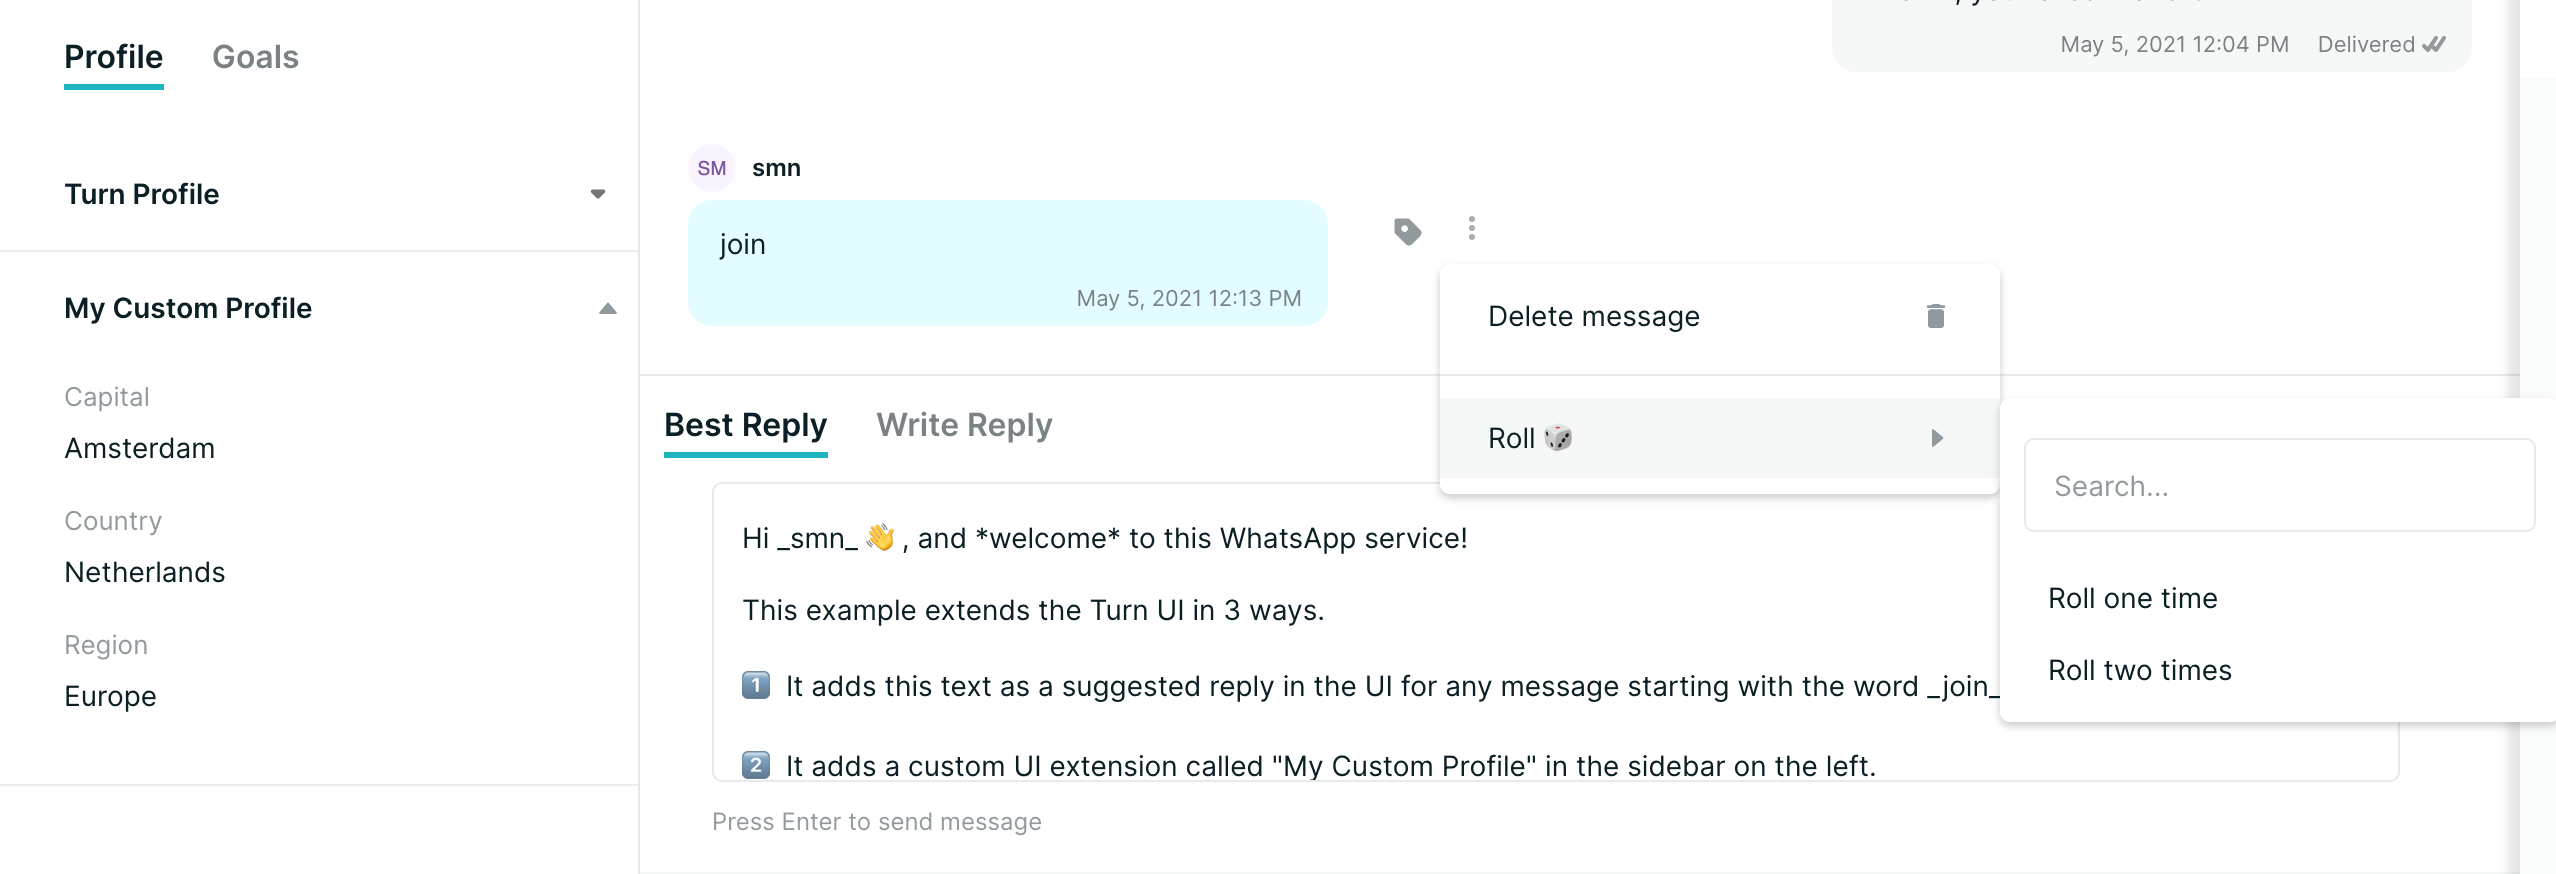 Profile Goals
Turn Profile
My Custom Profile
Capital
Amsterdam
Country
Netherlands
Region
Europe
May 5, 2021 12:04 PM Delivered
SM smn
join
May 5, 2021 12:13 PM
Delete message
Roll 🎲
Search...
Roll one time
Roll two times
Best Reply Write Reply
Hi _smn_ 👋 , and *welcome* to this WhatsApp service!
This example extends the Turn UI in 3 ways.
1️⃣ It adds this text as a suggested reply in the UI for any message starting with the word _join_
2️⃣ It adds a custom UI extension called "My Custom Profile" in the sidebar on the left.
Press Enter to send message